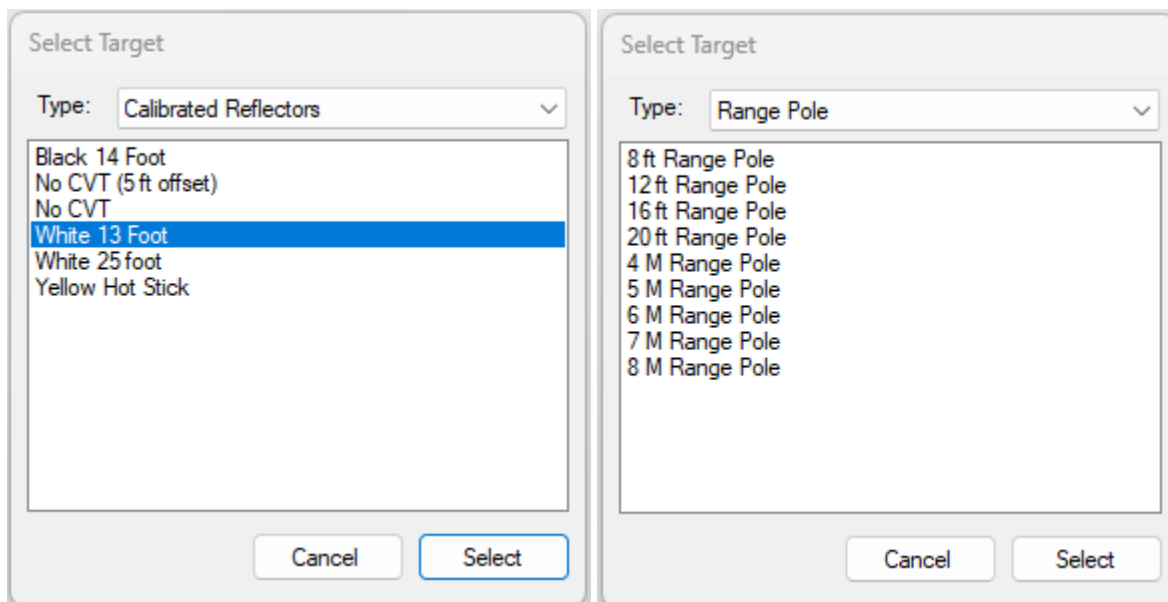 Select Target
Type: Calibrated Reflectors
Black 14 Foot
No CVT (5 ft offset)
No CVT
White 13 Foot
White 25 foot
Yellow Hot Stick
Cancel Select
Select Target
Type: Range Pole
8 ft Range Pole
12 ft Range Pole
16 ft Range Pole
20 ft Range Pole
4 M Range Pole
5 M Range Pole
6 M Range Pole
7 M Range Pole
8 M Range Pole
Cancel Select